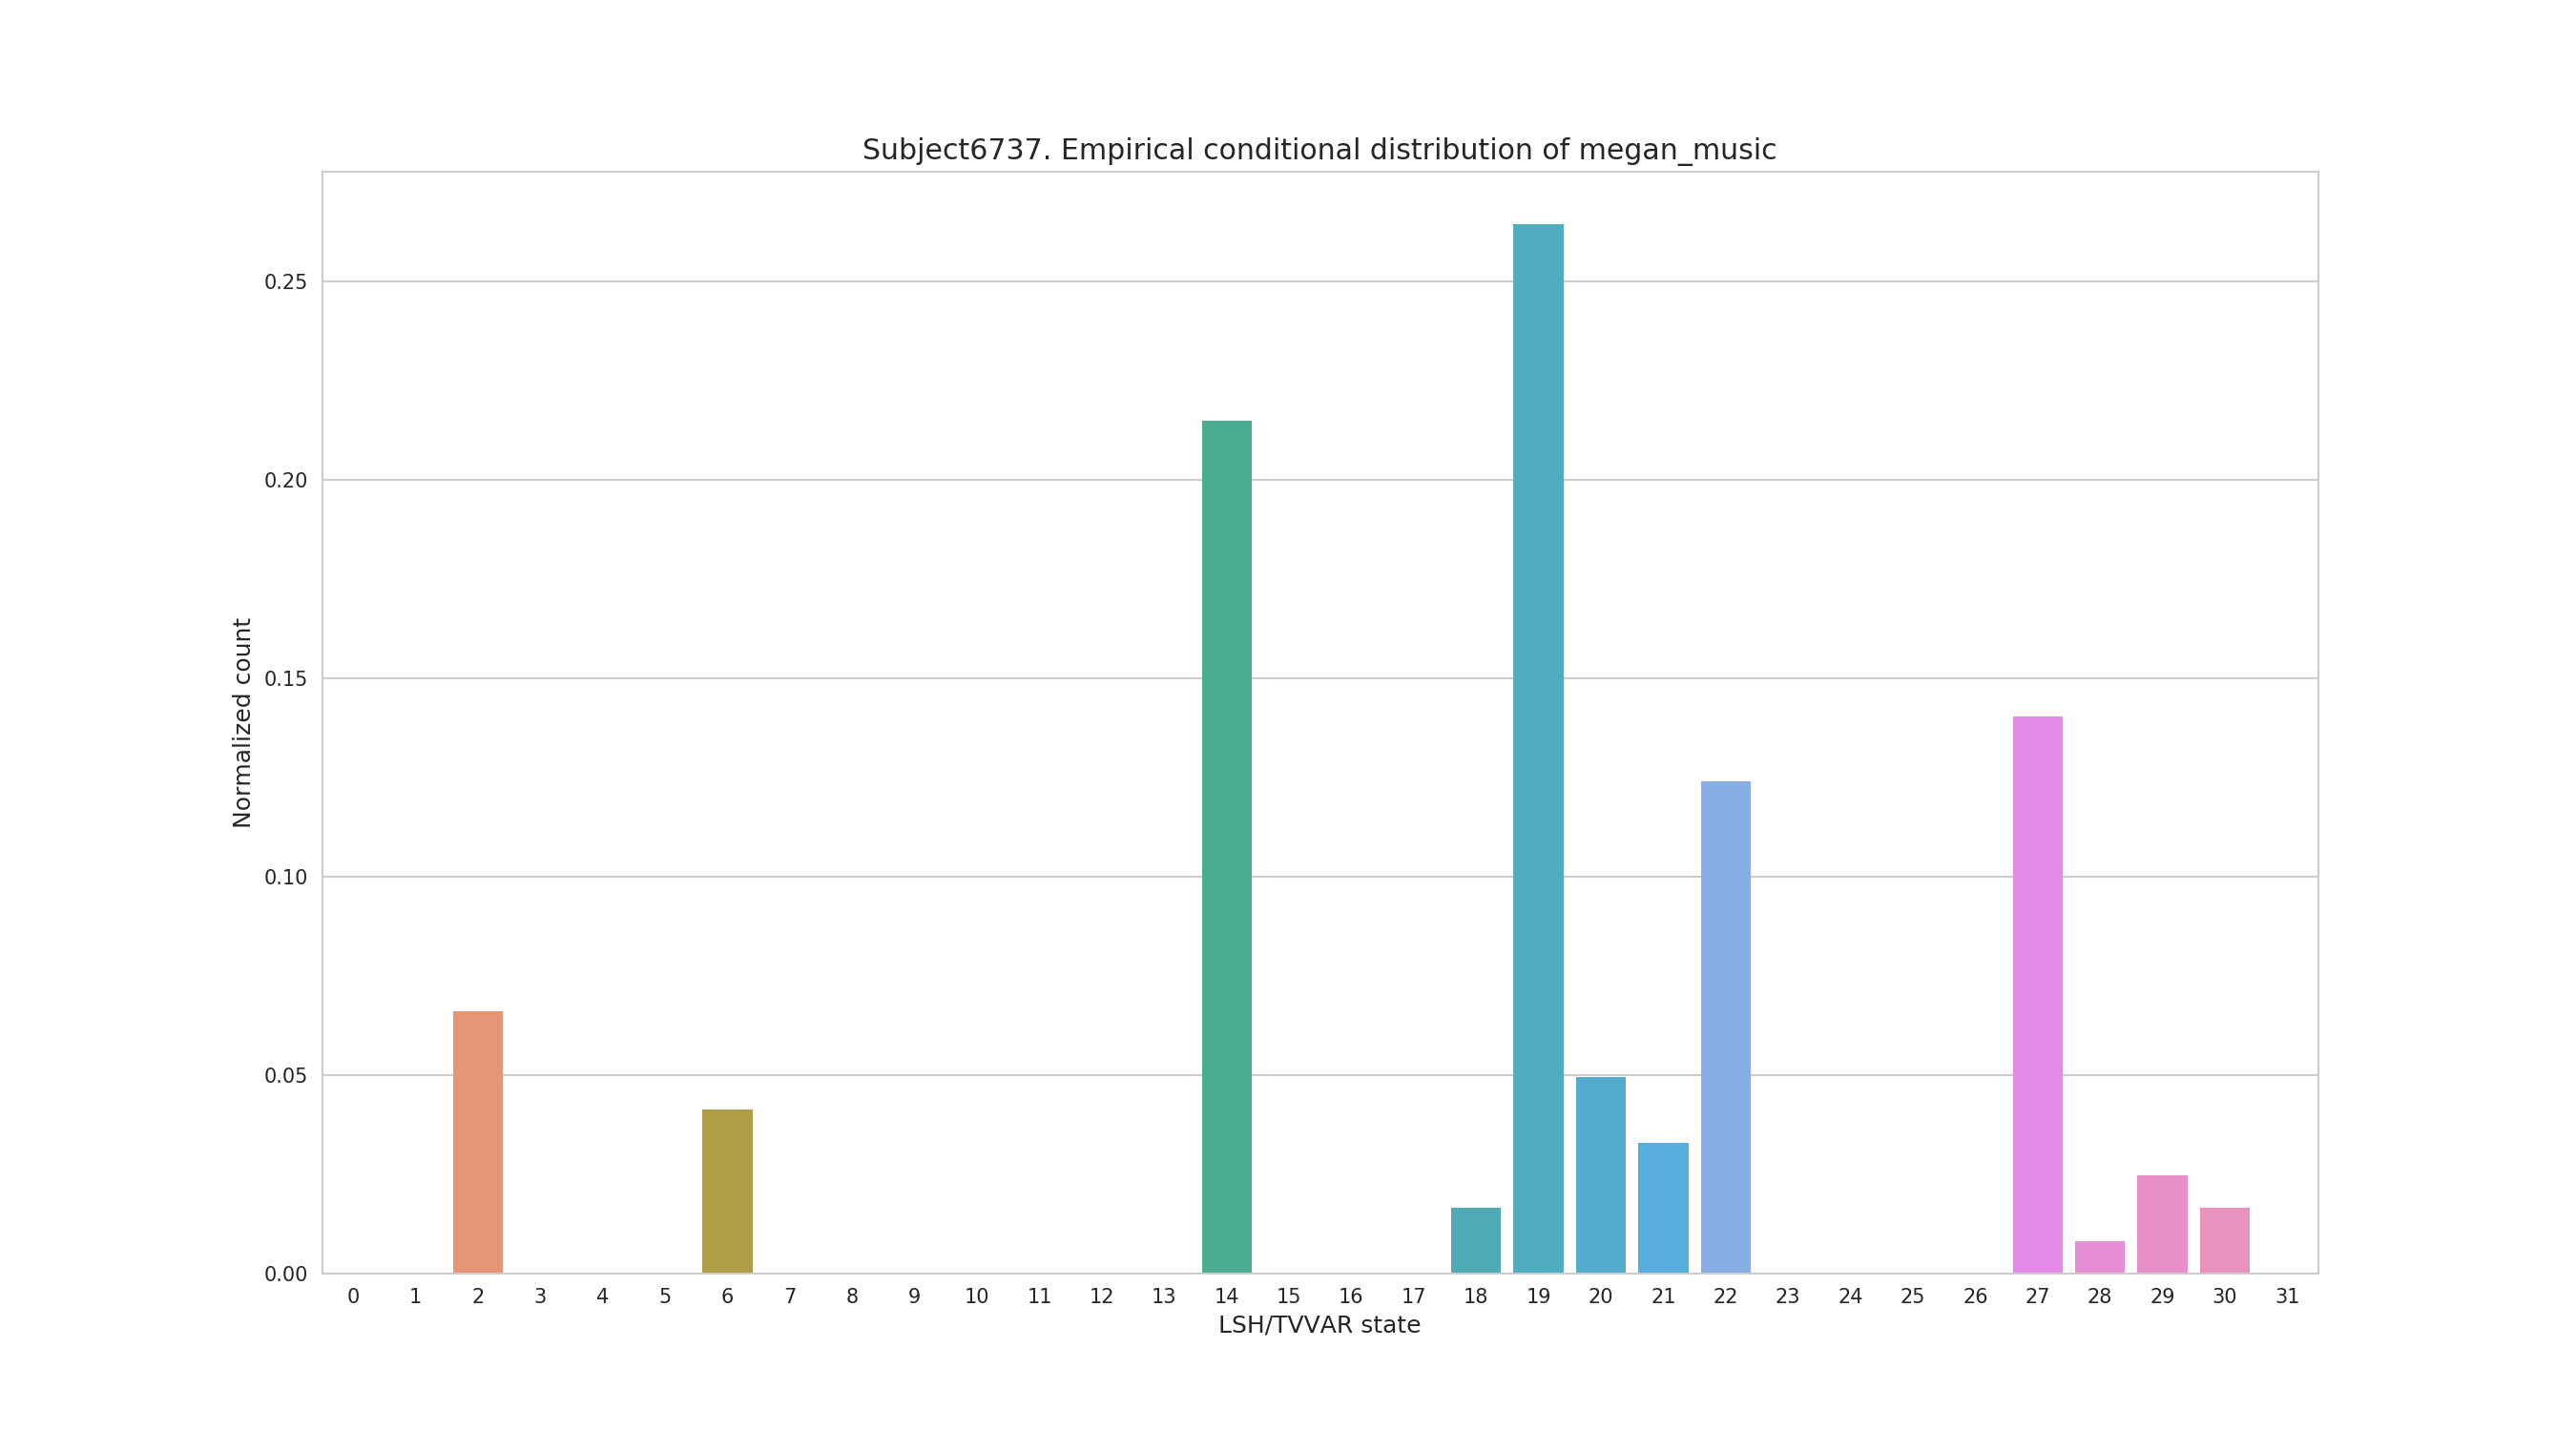 Subject6737. Empirical conditional distribution of megan_music
Normalized count
0.25
0.20
0.15
0.10
0.05
0.00
0 1 2 3 4 5 6 7 8 9 10 11 12 13 14 15 16 17 18 19 20 21 22 23 24 25 26 27 28 29 30 31
LSH/TVVAR state